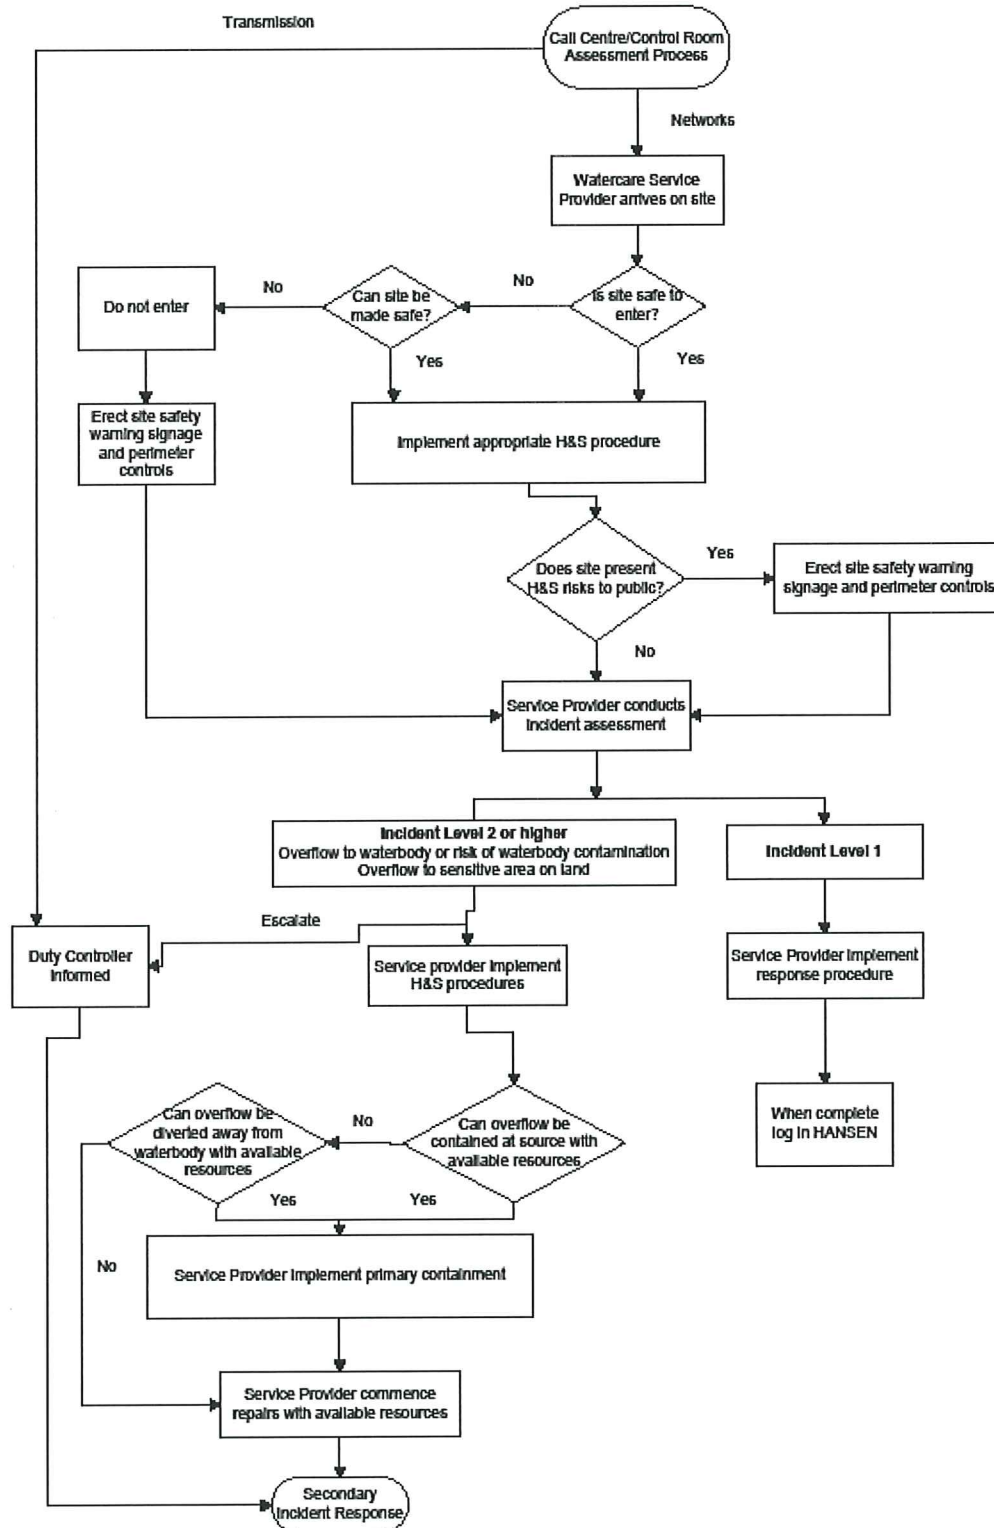 Transmission
Call Centre/Control Room
Assessment Process
Networks
Watercare Service
Provider arrives on site
Is site safe to
enter?
No
Can site be
made safe?
No
Do not enter
Yes
Yes
Erect site safety
warning signage
and perimeter
controls
Implement appropriate H&S procedure
Does site present
H&S risks to public?
Yes
Erect site safety warning
signage and perimeter controls
No
Service Provider conducts
incident assessment
Incident Level 2 or higher
Overflow to waterbody or risk of waterbody contamination
Overflow to sensitive area on land
Incident Level 1
Escalate
Duty Controller
Informed
Service provider implement
H&S procedures
Service Provider implement
response procedure
Can overflow be
contained at source with
available resources
No
Can overflow be
diverted away from
waterbody with available
resources
When complete
log in HANSEN
Yes
Yes
No
Service Provider implement primary containment
Service Provider commence
repairs with available resources
Secondary
Incident Response